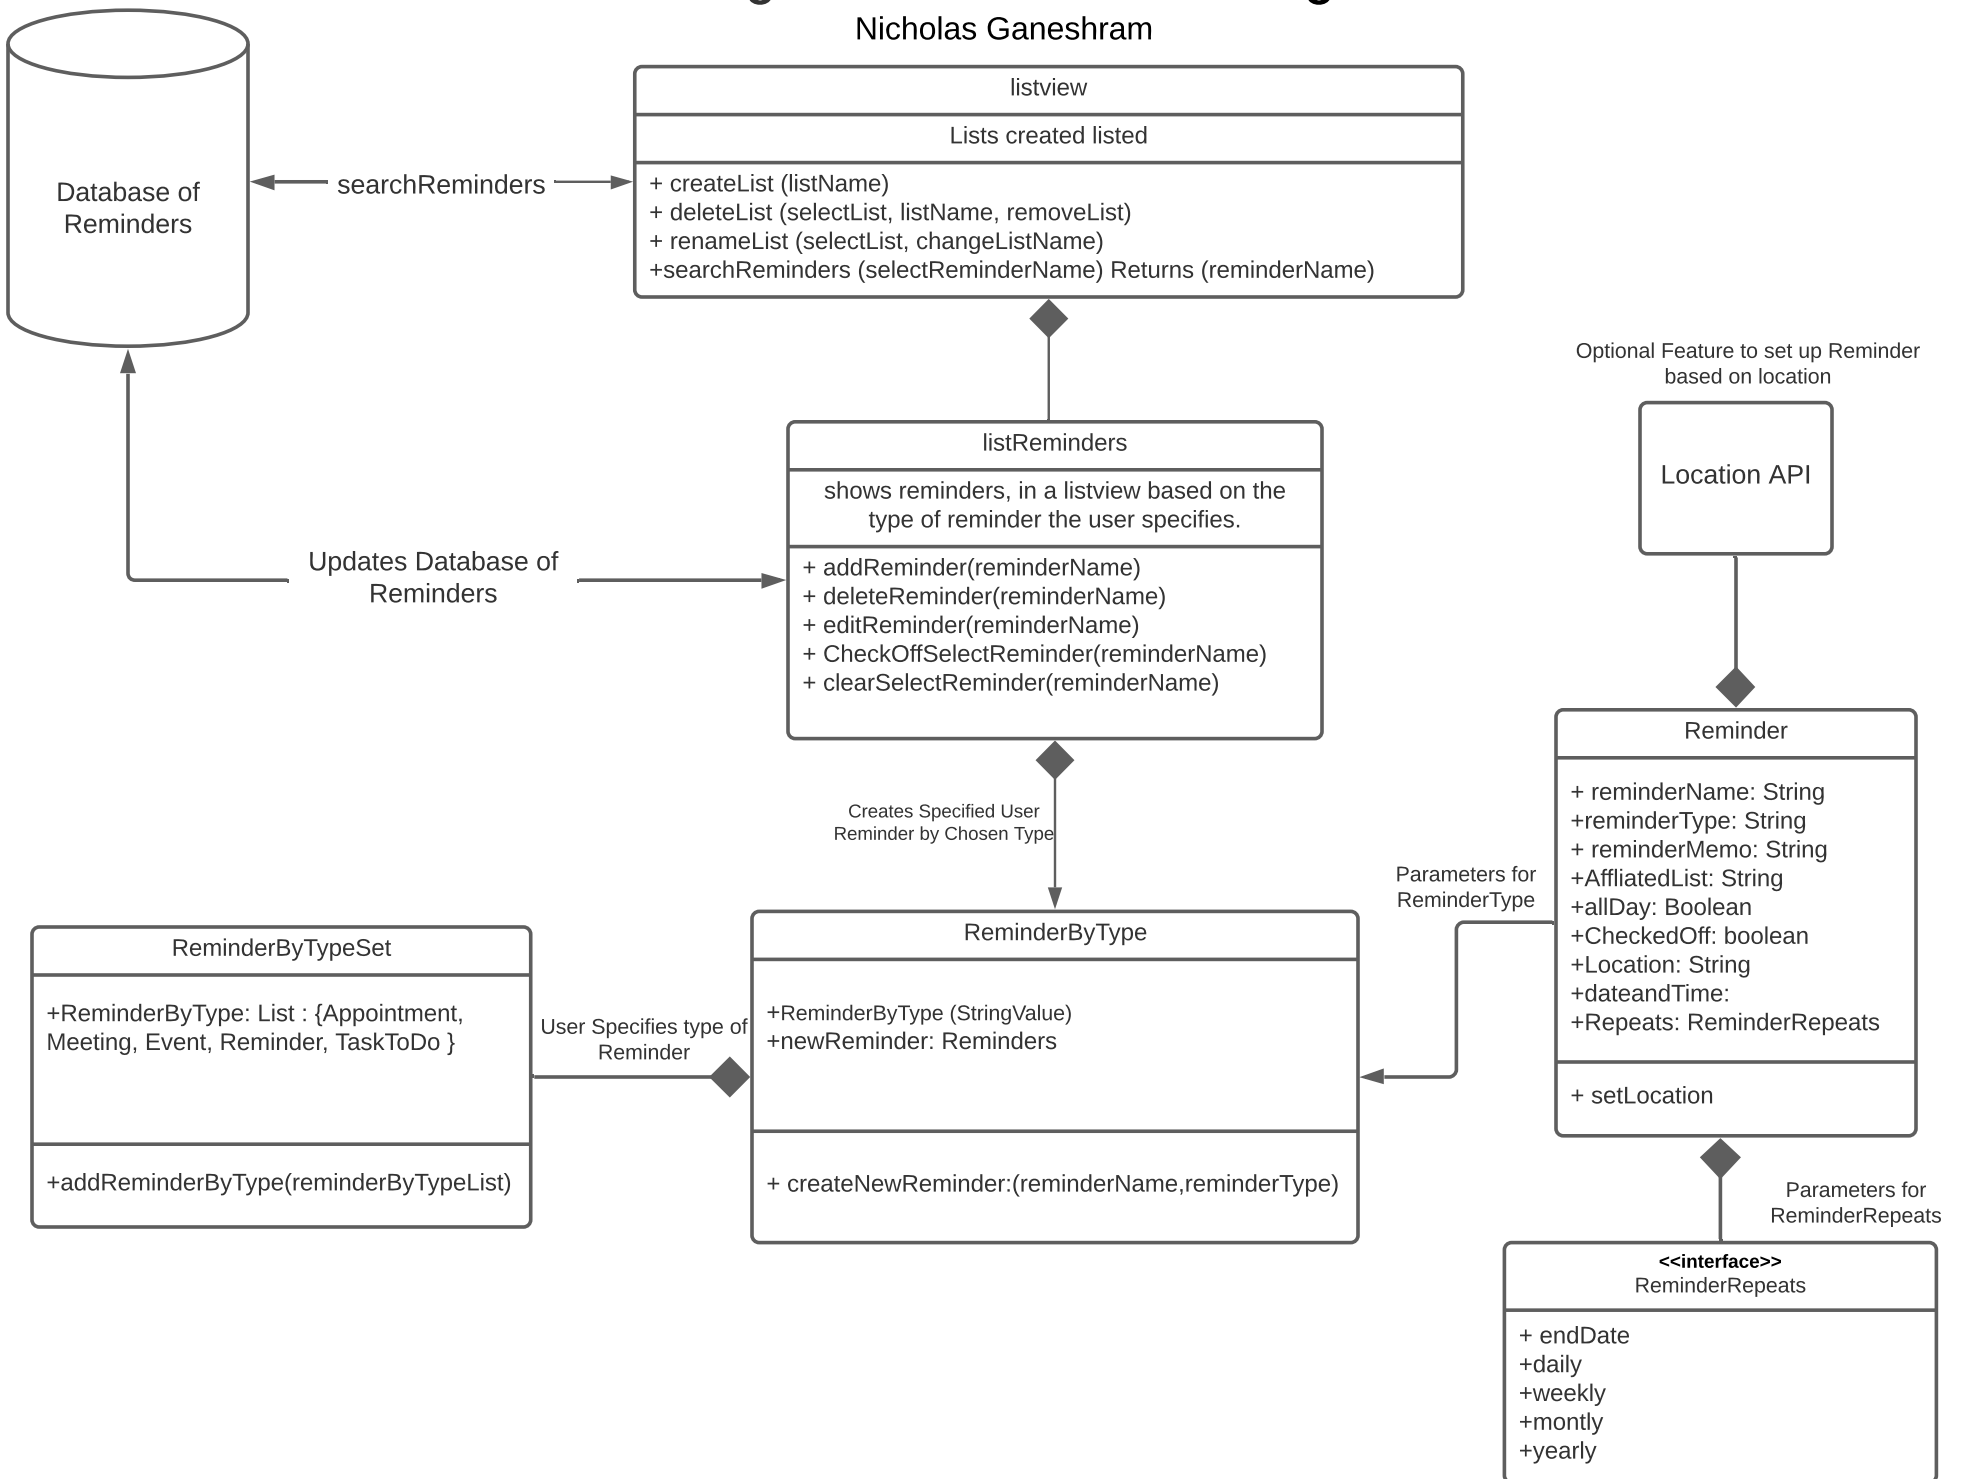 Nicholas Ganeshram
listview
Lists created listed
+ createList (listName)
+ deleteList (selectList, listName, removeList)
+ renameList (selectList, changeListName)
+searchReminders (selectReminderName) Returns (reminderName)
Database of
Reminders
searchReminders
Optional Feature to set up Reminder
based on location
Location API
listReminders
shows reminders, in a listview based on the
type of reminder the user specifies.
+ addReminder(reminderName)
+ deleteReminder(reminderName)
+ editReminder(reminderName)
+ CheckOffSelectReminder(reminderName)
+ clearSelectReminder(reminderName)
Updates Database of
Reminders
Creates Specified User
Reminder by Chosen Type
Reminder
+ reminderName: String
+reminderType: String
+ reminderMemo: String
+AffliatedList: String
+allDay: Boolean
+CheckedOff: boolean
+Location: String
+dateandTime:
+Repeats: ReminderRepeats
+ setLocation
Parameters for
ReminderType
ReminderByTypeSet
+ReminderByType: List : {Appointment,
Meeting, Event, Reminder, TaskToDo }
+addReminderByType(reminderByTypeList)
User Specifies type of
Reminder
ReminderByType
+ReminderByType (StringValue)
+newReminder: Reminders
+ createNewReminder:(reminderName,reminderType)
Parameters for
ReminderRepeats
<<interface>>
ReminderRepeats
+ endDate
+daily
+weekly
+montly
+yearly